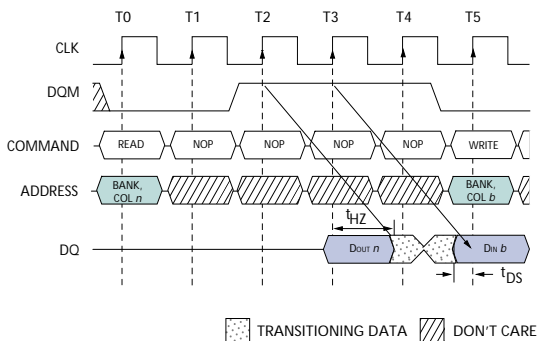 T0 T1 T2 T3 T4 T5
CLK
DQM
COMMAND READ NOP NOP NOP NOP WRITE
ADDRESS BANK, COL n BANK, COL b
tHZ
DQ DOUT n DIN b
tDS
TRANSITIONING DATA DON'T CARE